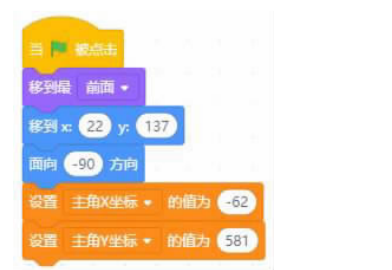 当 被点击
移到最 前面
移到 x: 22 y: 137
面向 -90 方向
设置 主角X坐标 的值为 -62
设置 主角Y坐标 的值为 581